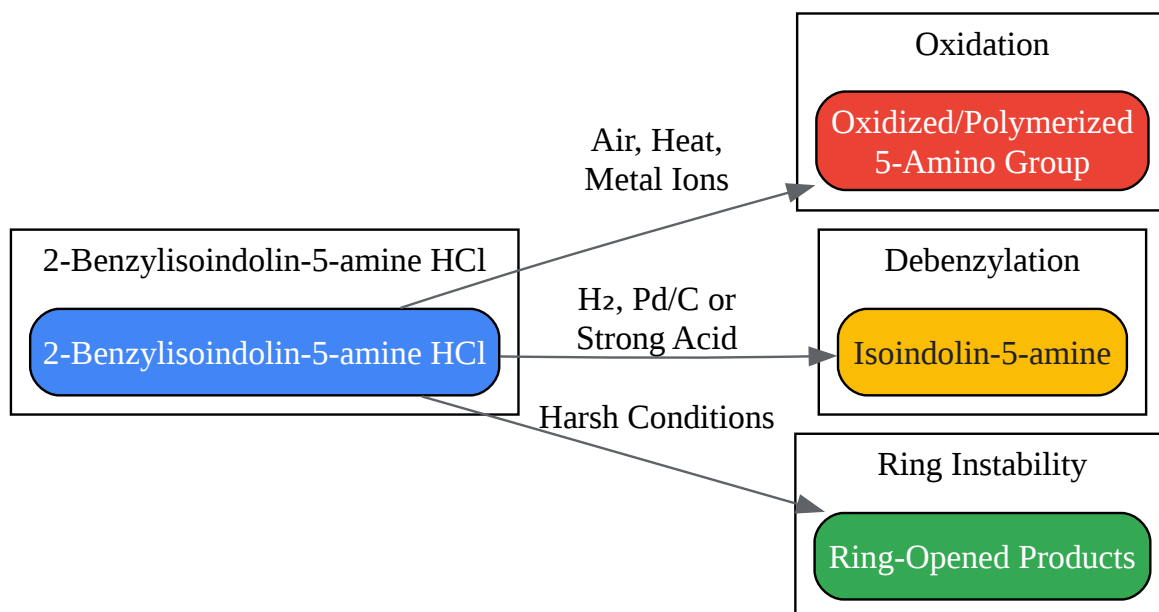 2-Benzylisoindolin-5-amine HCl
2-Benzylisoindolin-5-amine HCl
Air, Heat,
Metal Ions
H₂, Pd/C or
Strong Acid
Harsh Conditions
Oxidation
Oxidized/Polymerized
5-Amino Group
Debenzylation
Isoindolin-5-amine
Ring Instability
Ring-Opened Products